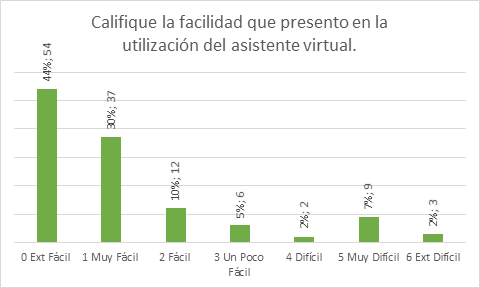 Califique la facilidad que presento en la
utilización del asistente virtual.
44%; 54
30%; 37
10%; 12
5%; 6
2%; 2
7%; 9
2%; 3
0 Ext Fácil
1 Muy Fácil
2 Fácil
3 Un Poco
Fácil
4 Difícil
5 Muy Difícil
6 Ext Difícil